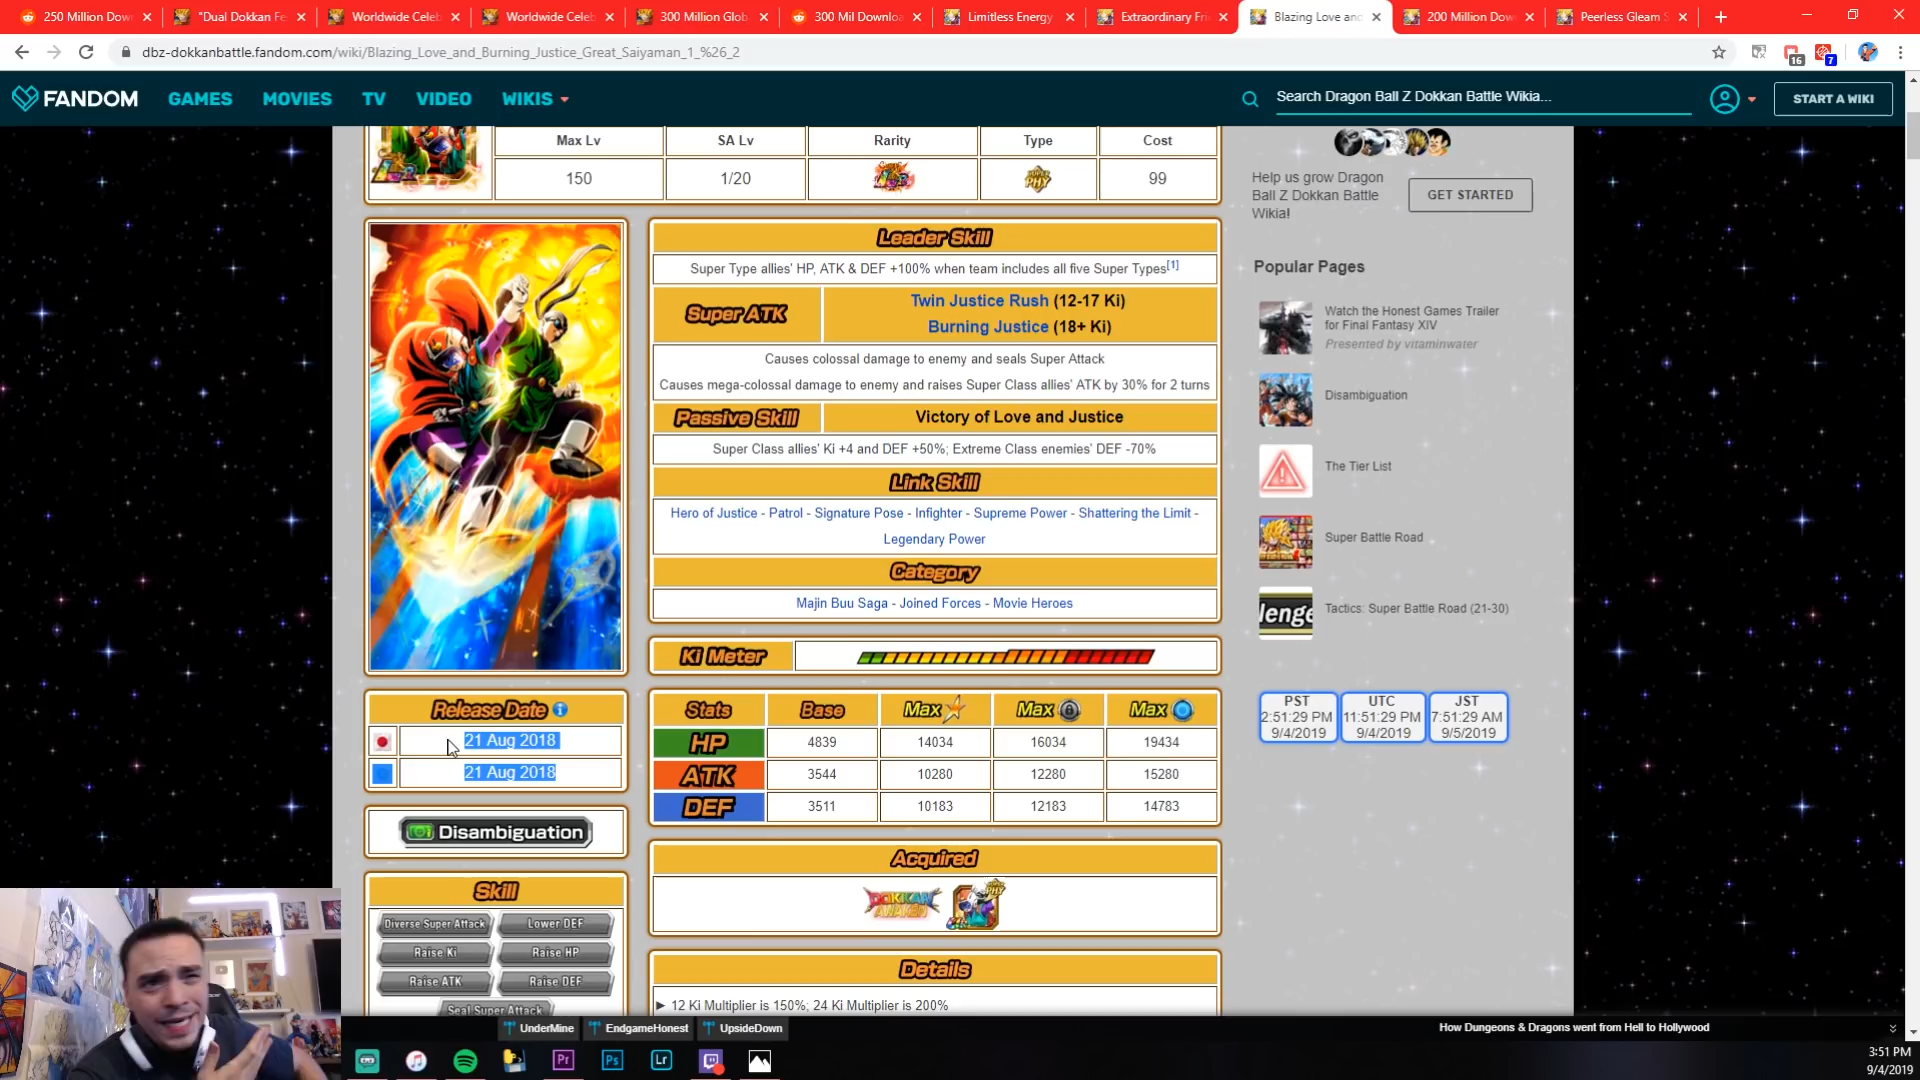 250 Million Down
"Dual Dokkan Fe
Worldwide Celeb
Worldwide Celeb
300 Million Glob
300 Mil Downloa
Limitless Energy
Extraordinary Fri
Blazing Love and
200 Million Dow
Peerless Gleam S
dbz-dokkanbattle.fandom.com/wiki/Blazing_Love_and_Burning_Justice_Great_Saiyaman_1_%26_2
16
7
FANDOM
GAMES
MOVIES
TV
VIDEO
WIKIS
Search Dragon Ball Z Dokkan Battle Wikia...
START A WIKI
Max Lv
SA Lv
Rarity
Type
Cost
150
1/20
PHY
99
Help us grow Dragon
Ball Z Dokkan Battle
Wikia!
GET STARTED
Leader Skill
Super Type allies' HP, ATK & DEF +100% when team includes all five Super Types[1]
Super ATK
Twin Justice Rush (12-17 Ki)
Burning Justice (18+ Ki)
Causes colossal damage to enemy and seals Super Attack
Causes mega-colossal damage to enemy and raises Super Class allies' ATK by 30% for 2 turns
Passive Skill
Victory of Love and Justice
Super Class allies' Ki +4 and DEF +50%; Extreme Class enemies' DEF -70%
Link Skill
Hero of Justice - Patrol - Signature Pose - Infighter - Supreme Power - Shattering the Limit -
Legendary Power
Category
Majin Buu Saga - Joined Forces - Movie Heroes
Ki Meter
Popular Pages
Watch the Honest Games Trailer
for Final Fantasy XIV
Presented by vitaminwater
Disambiguation
The Tier List
Super Battle Road
lenge
Tactics: Super Battle Road (21-30)
PST
2:51:29 PM
9/4/2019
UTC
11:51:29 PM
9/4/2019
JST
7:51:29 AM
9/5/2019
Release Date
21 Aug 2018
21 Aug 2018
Stats
Base
Max
Max
Max
HP
4839
14034
16034
19434
ATK
3544
10280
12280
15280
DEF
3511
10183
12183
14783
Disambiguation
Skill
Diverse Super Attack
Lower DEF
Raise Ki
Raise HP
Raise ATK
Raise DEF
Seal Super Attack
Acquired
DOKKAN
AWAKEN
PHY
Details
► 12 Ki Multiplier is 150%; 24 Ki Multiplier is 200%
UnderMine
EndgameHonest
UpsideDown
How Dungeons & Dragons went from Hell to Hollywood
Pr
Ps
Lr
3:51 PM
9/4/2019